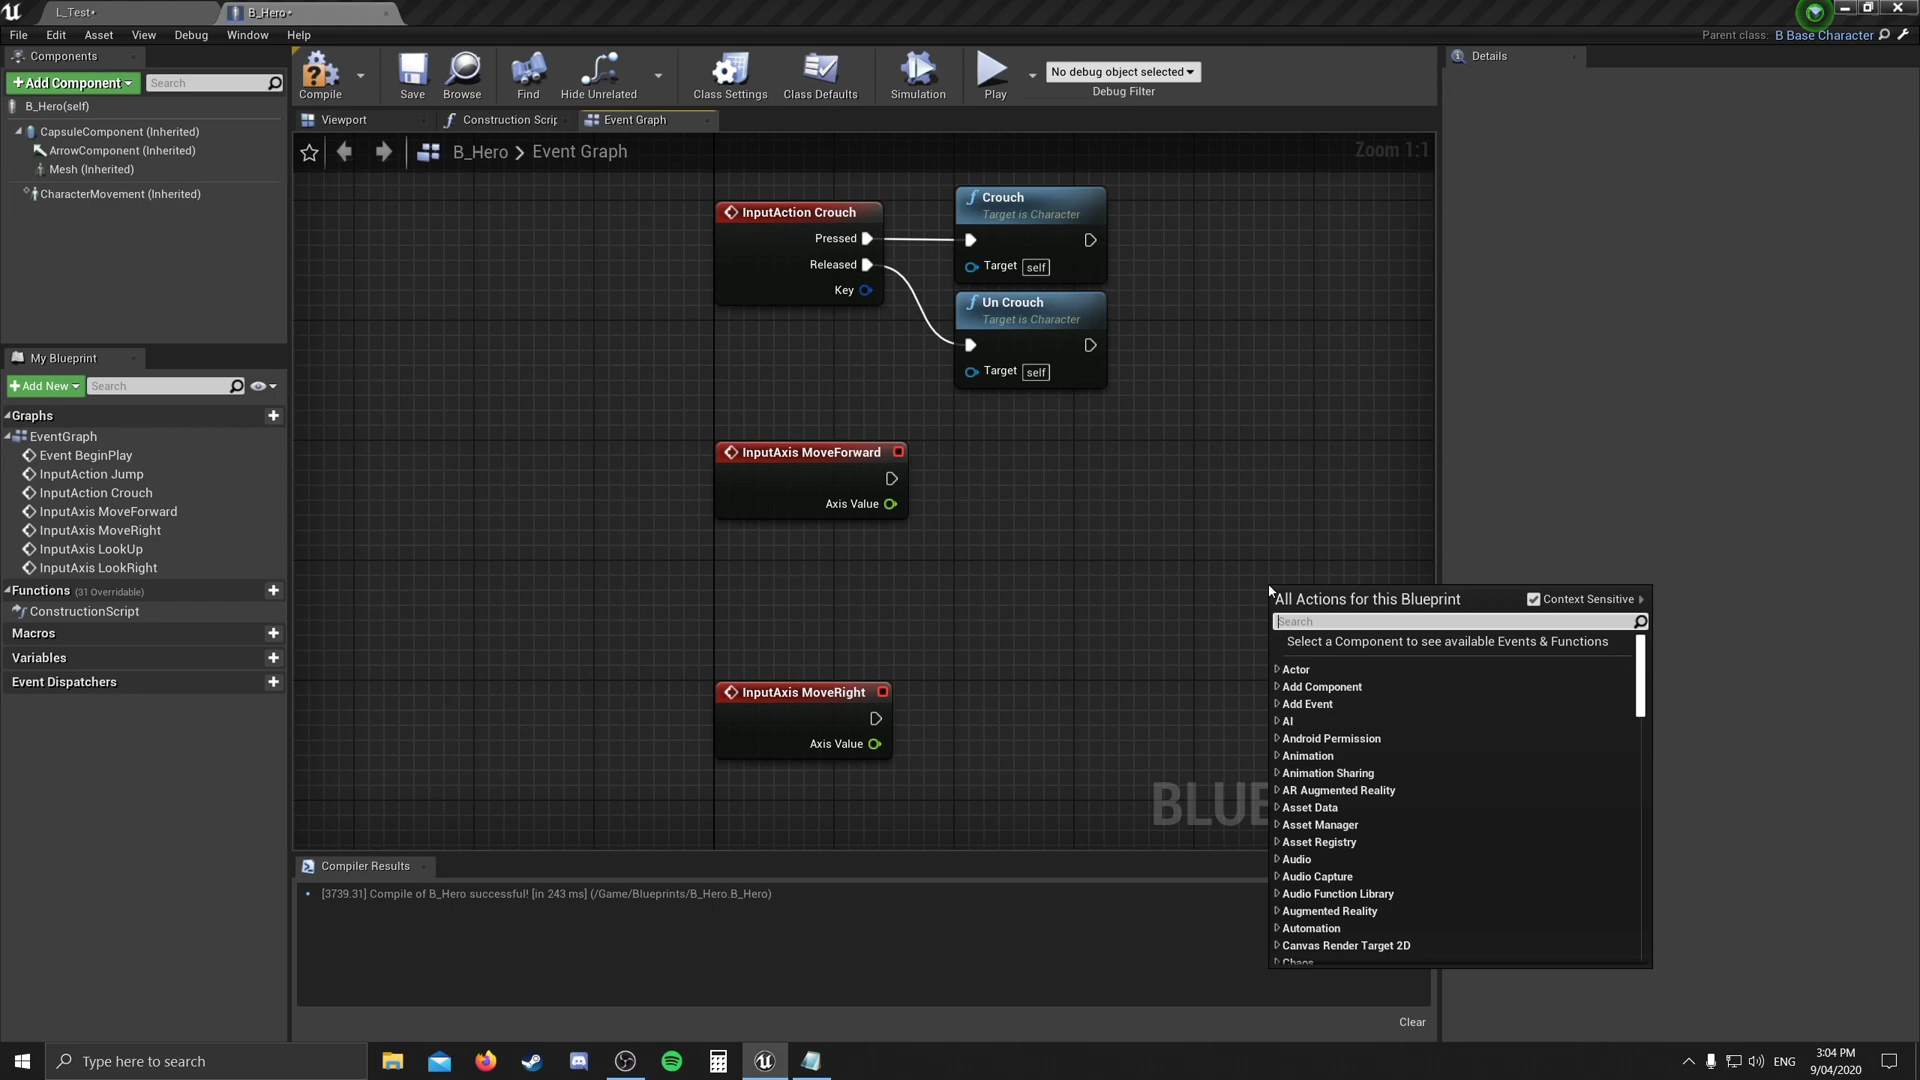 L_Test•
B_Hero•
File Edit Asset View Debug Window Help
Parent class: B Base Character
Components
+Add Component
Search
B_Hero(self)
CapsuleComponent (Inherited)
ArrowComponent (Inherited)
Mesh (Inherited)
CharacterMovement (Inherited)
Compile
Save
Browse
Find
Hide Unrelated
Class Settings
Class Defaults
Simulation
Play
No debug object selected
Debug Filter
Details
Viewport
Construction Scrip
Event Graph
B_Hero > Event Graph
Zoom 1:1
InputAction Crouch
Pressed
Released
Key
Crouch
Target is Character
Target self
Un Crouch
Target is Character
Target self
InputAxis MoveForward
Axis Value
InputAxis MoveRight
Axis Value
BLUE
My Blueprint
+Add New
Search
Graphs
EventGraph
Event BeginPlay
InputAction Jump
InputAction Crouch
InputAxis MoveForward
InputAxis MoveRight
InputAxis LookUp
InputAxis LookRight
Functions (31 Overridable)
ConstructionScript
Macros
Variables
Event Dispatchers
All Actions for this Blueprint
Context Sensitive
Search
Select a Component to see available Events & Functions
Actor
Add Component
Add Event
AI
Android Permission
Animation
Animation Sharing
AR Augmented Reality
Asset Data
Asset Manager
Asset Registry
Audio
Audio Capture
Audio Function Library
Augmented Reality
Automation
Canvas Render Target 2D
Chaos
Compiler Results
[3739.31] Compile of B_Hero successful! [in 243 ms] (/Game/Blueprints/B_Hero.B_Hero)
Clear
Type here to search
ENG
3:04 PM
9/04/2020